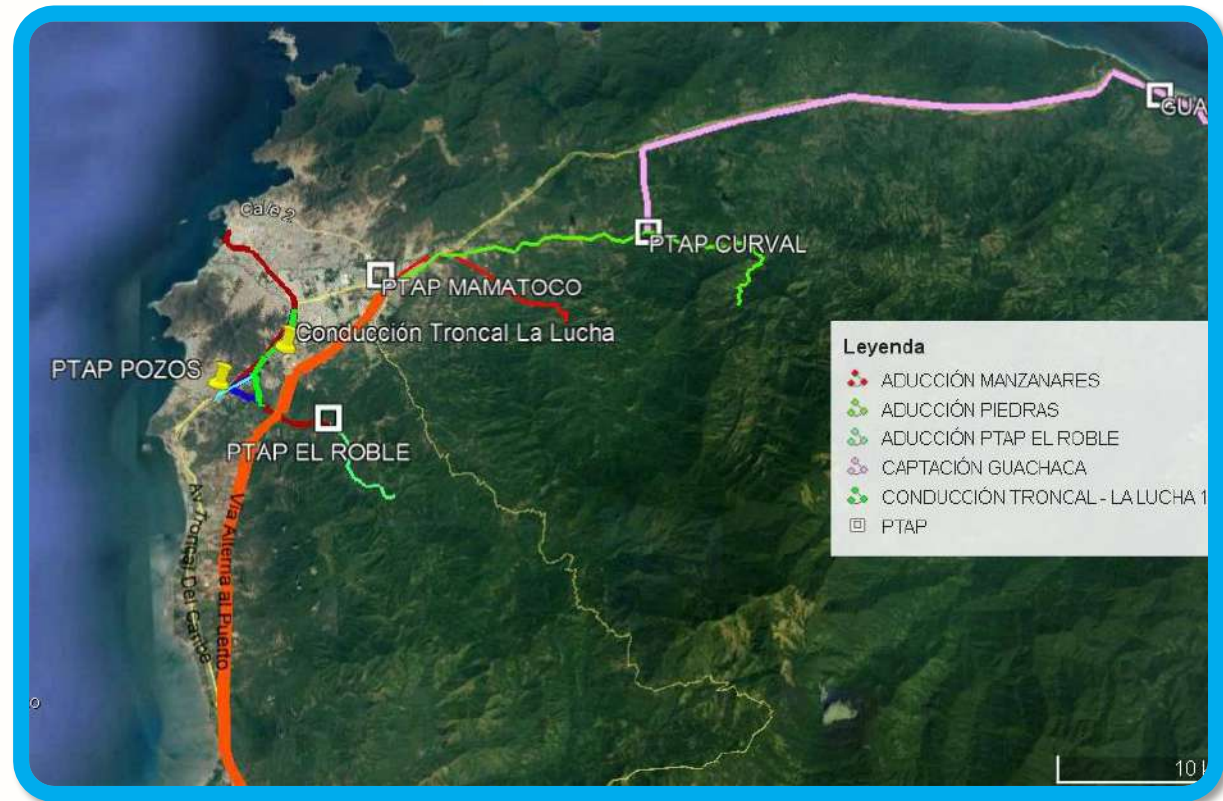 GUA
Calle 2
PTAP CURVAL
PTAP MAMATOCO
Conducción Troncal La Lucha
PTAP POZOS
PTAP EL ROBLE
Av. Troncal Del Caribe
Vía Alterna al Puerto
Leyenda
ADUCCIÓN MANZANARES
ADUCCIÓN PIEDRAS
ADUCCIÓN PTAP EL ROBLE
CAPTACIÓN GUACHACA
CONDUCCIÓN TRONCAL - LA LUCHA 1
PTAP
o
10